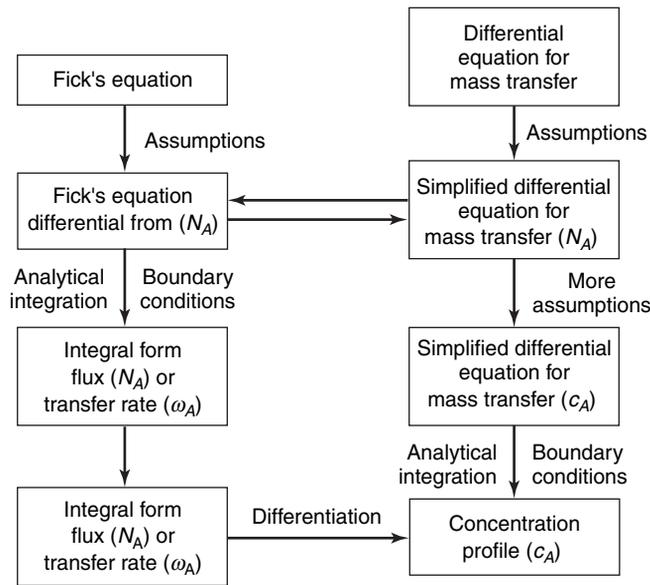 Differential
equation for
mass transfer
Fick's equation
Assumptions
Assumptions
Fick's equation
differential from (N_A)
Simplified differential
equation for
mass transfer (N_A)
Analytical
integration
Boundary
conditions
More
assumptions
Integral form
flux (N_A) or
transfer rate (ω_A)
Simplified differential
equation for
mass transfer (c_A)
Analytical
integration
Boundary
conditions
Integral form
flux (N_A) or
transfer rate (ω_A)
Differentiation
Concentration
profile (c_A)